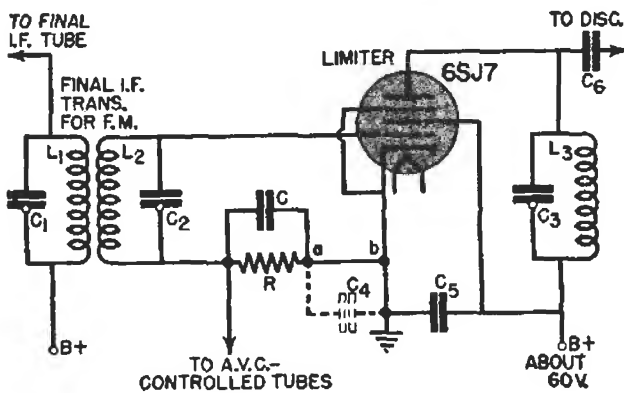 TO FINAL
I.F. TUBE
FINAL I.F.
TRANS.
FOR F.M.
L1
L2
C1
C2
B+
LIMITER
6SJ7
TO DISC.
C6
L3
C3
C
R
a
b
C4
C5
TO A.V.C.-
CONTROLLED TUBES
B+
ABOUT
60V.